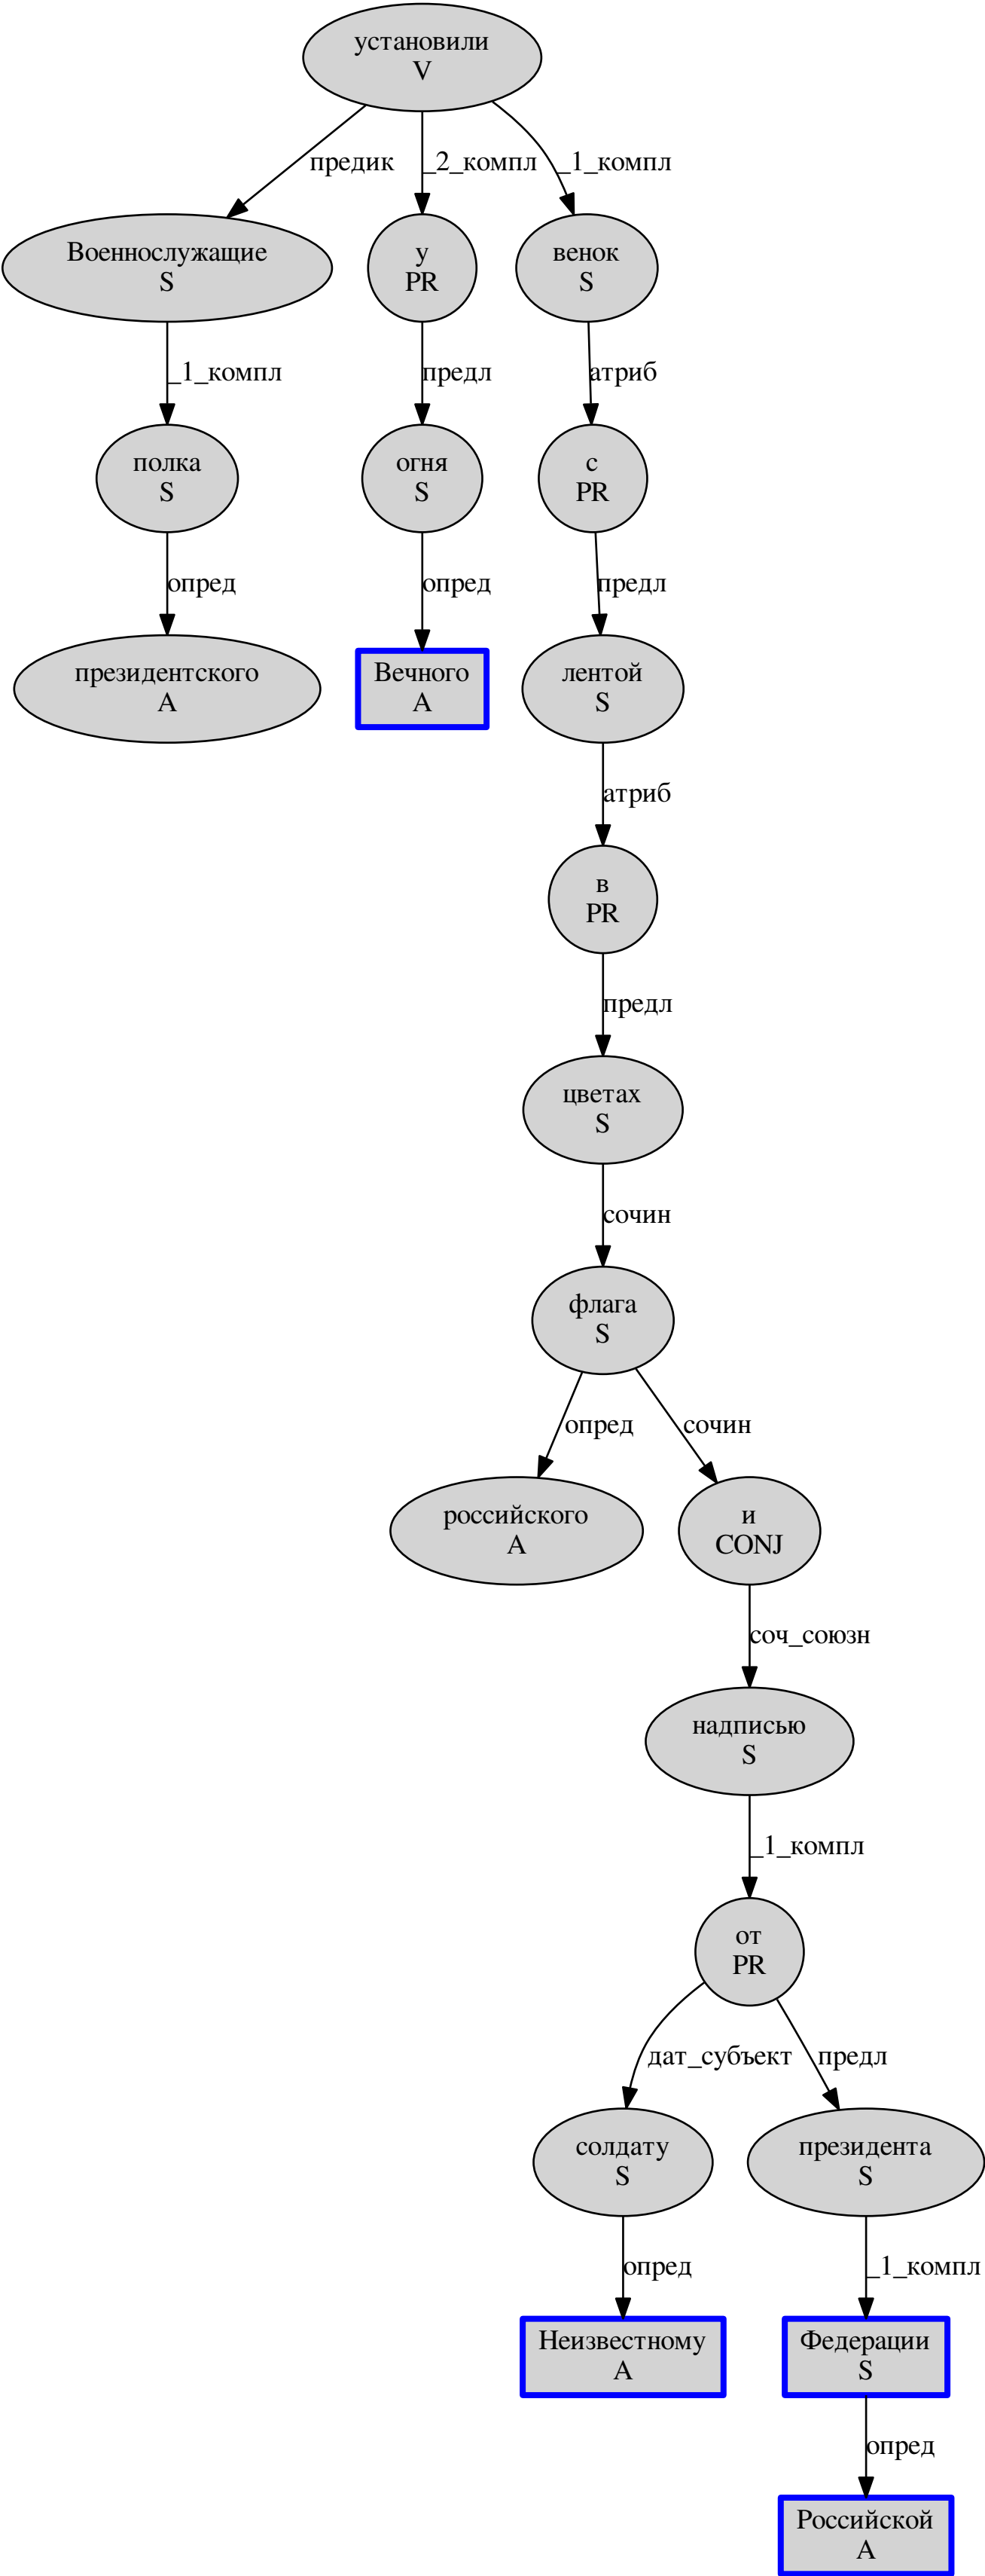 установили
V
предик
_2_компл
_1_компл
Военнослужащие
S
у
PR
венок
S
_1_компл
предл
атриб
полка
S
огня
S
с
PR
опред
опред
предл
президентского
A
Вечного
A
лентой
S
атриб
в
PR
предл
цветах
S
сочин
флага
S
опред
сочин
российского
A
и
CONJ
соч_союзн
надписью
S
_1_компл
от
PR
дат_субъект
предл
солдату
S
президента
S
опред
_1_компл
Неизвестному
A
Федерации
S
опред
Российской
A